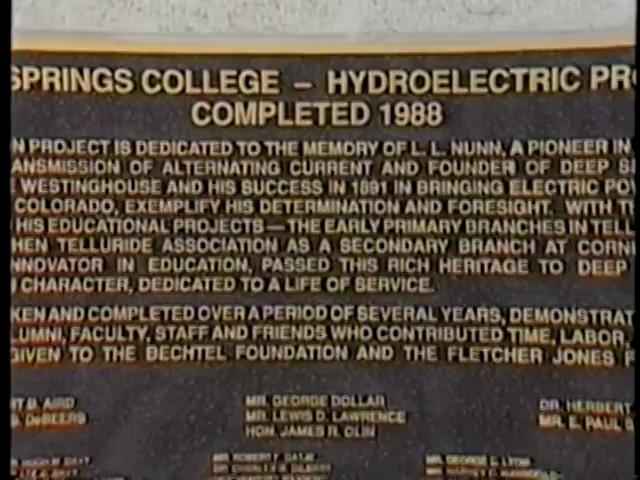 SPRINGS COLLEGE – HYDROELECTRIC PRO
COMPLETED 1988
N PROJECT IS DEDICATED TO THE MEMORY OF L. L. NUNN, A PIONEER IN
ANSMISSION OF ALTERNATING CURRENT AND FOUNDER OF DEEP S
WESTINGHOUSE AND HIS SUCCESS IN 1891 IN BRINGING ELECTRIC POW
COLORADO, EXEMPLIFY HIS DETERMINATION AND FORESIGHT. WITH T
HIS EDUCATIONAL PROJECTS — THE EARLY PRIMARY BRANCHES IN TELL
HEN TELLURIDE ASSOCIATION AS A SECONDARY BRANCH AT CORN
NNOVATOR IN EDUCATION, PASSED THIS RICH HERITAGE TO DEEP
CHARACTER, DEDICATED TO A LIFE OF SERVICE.
KEN AND COMPLETED OVER A PERIOD OF SEVERAL YEARS, DEMONSTRAT
LUMNI, FACULTY, STAFF AND FRIENDS WHO CONTRIBUTED TIME, LABOR,
GIVEN TO THE BECHTEL FOUNDATION AND THE FLETCHER JONES F
T B. AIRD
MR. GEORGE DOLLAR
DR. HERBERT
S. DeBEERS
MR. LEWIS D. LAWRENCE
MR. E. PAUL
HON. JAMES R. OLIN